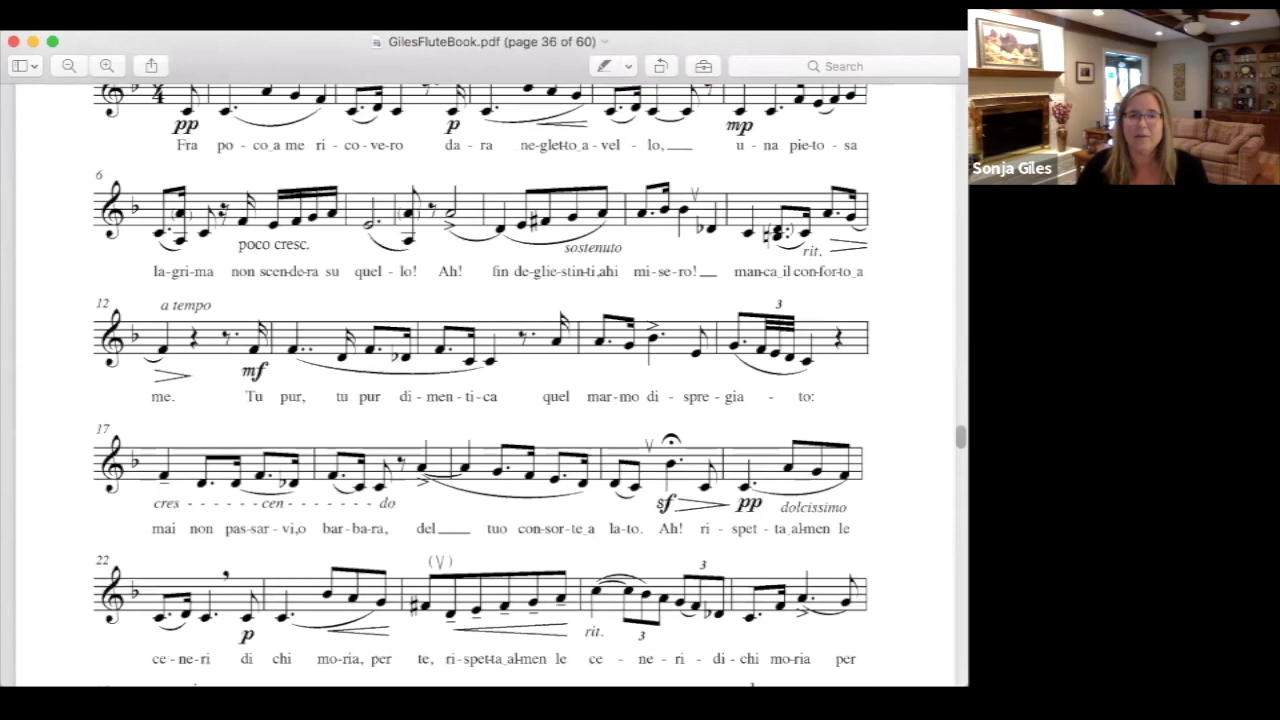 GilesFluteBook.pdf (page 36 of 60)
Search
Sonja Giles
pp p mp
Fra po - co a me ri - co - ve-ro da - ra ne-glet-to a - vel - lo, u - na pie-to - sa
6
poco cresc. sostenuto rit.
la-gri-ma non scen-de-ra su quel - lo! Ah! fin de-glie-stin-ti,ahi mi - se-ro! man-ca il con-for-to a
12 a tempo 3
mf
me. Tu pur, tu pur di - men - ti-ca quel mar-mo di - spre - gia - to:
17
cres - - - - - - - cen - - - - - - - do sf pp dolcissimo
mai non pas-sar - vi,o bar-ba-ra, del tuo con-sor-te a la-to. Ah! ri - spet - ta al-men le
22 (V) 3
p rit. 3
ce - ne-ri di chi mo-ria, per te, ri-spet-ta al-men le ce - ne - ri - di-chi mo-ria per